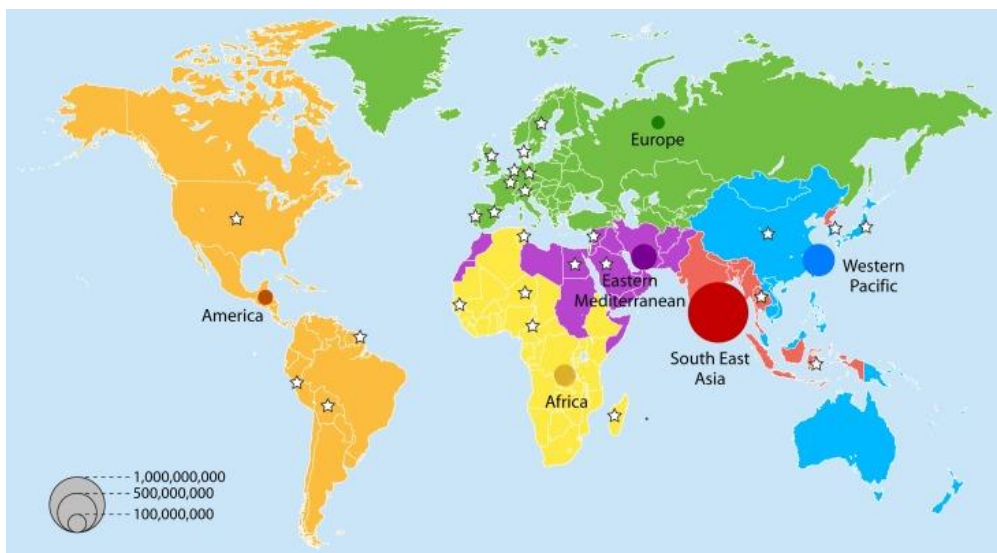 Europe
Western
Pacific
Eastern
Mediterranean
America
South East
Asia
Africa
1,000,000,000
500,000,000
100,000,000